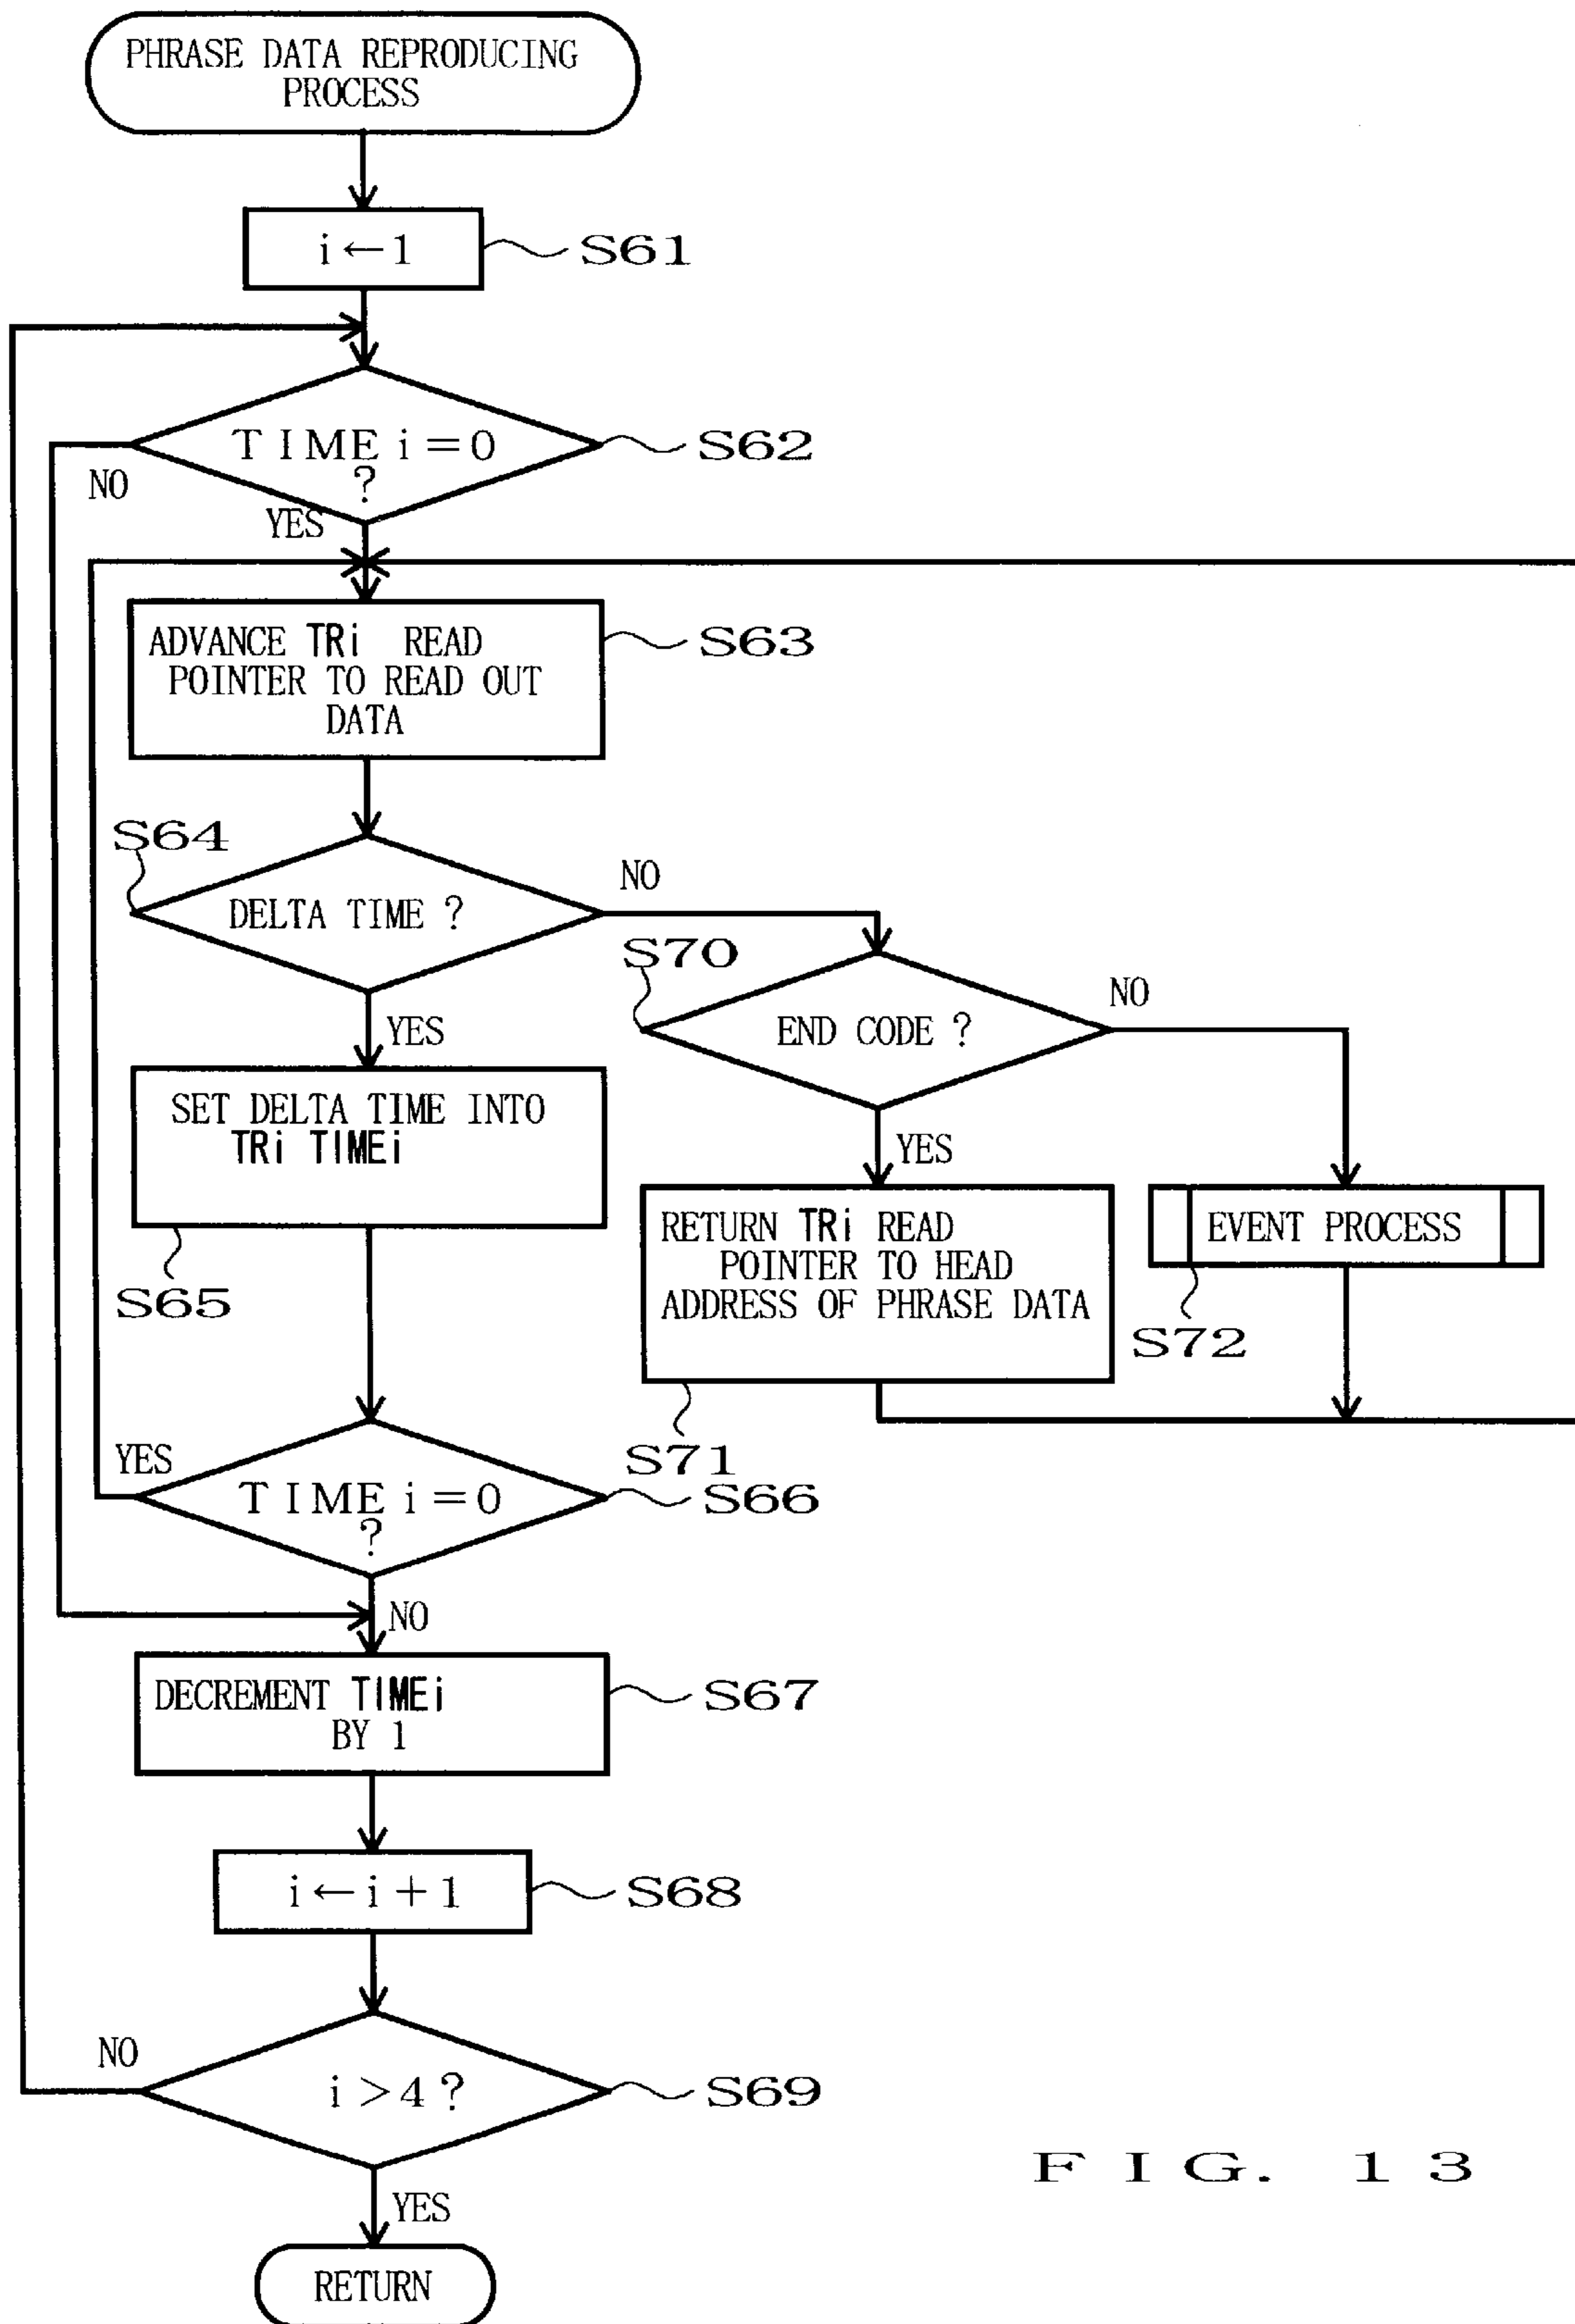 PHRASE DATA REPRODUCING
PROCESS
i ← 1
S61
T I M E i = 0
?
S62
NO
YES
ADVANCE TRi READ
POINTER TO READ OUT
DATA
S63
S64
DELTA TIME ?
NO
YES
S70
END CODE ?
NO
YES
SET DELTA TIME INTO
TRi TIMEi
S65
RETURN TRi READ
POINTER TO HEAD
ADDRESS OF PHRASE DATA
S71
EVENT PROCESS
S72
YES
T I M E i = 0
?
S66
NO
DECREMENT TIMEi
BY 1
S67
i ← i + 1
S68
NO
i > 4 ?
S69
YES
RETURN
F I G. 1 3